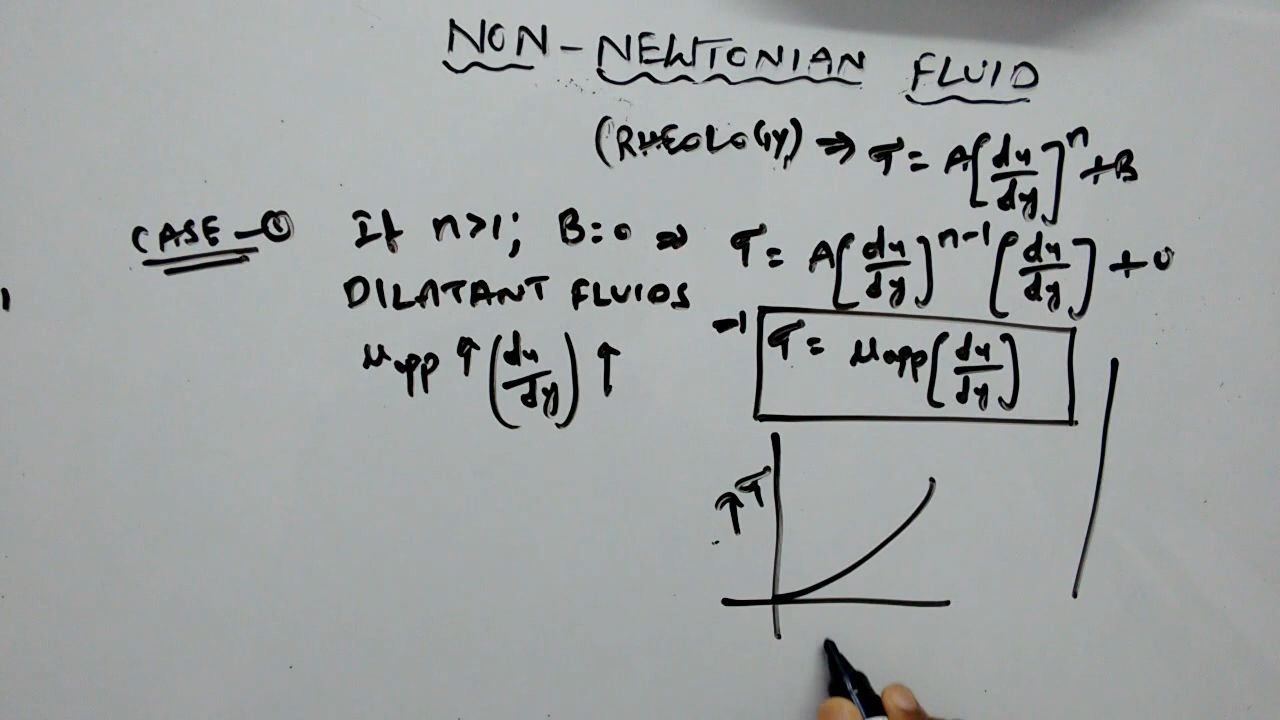 NON-NEWTONIAN FLUID
(RHEOLOGY) ⇒ τ = A[du/dy]^n + B
CASE-① If n>1; B=0 ⇒ τ = A[du/dy]^(n-1) [du/dy] + 0
DILATANT FLUIDS
μapp ↑ (du/dy) ↑
τ = μapp[du/dy]
↑τ